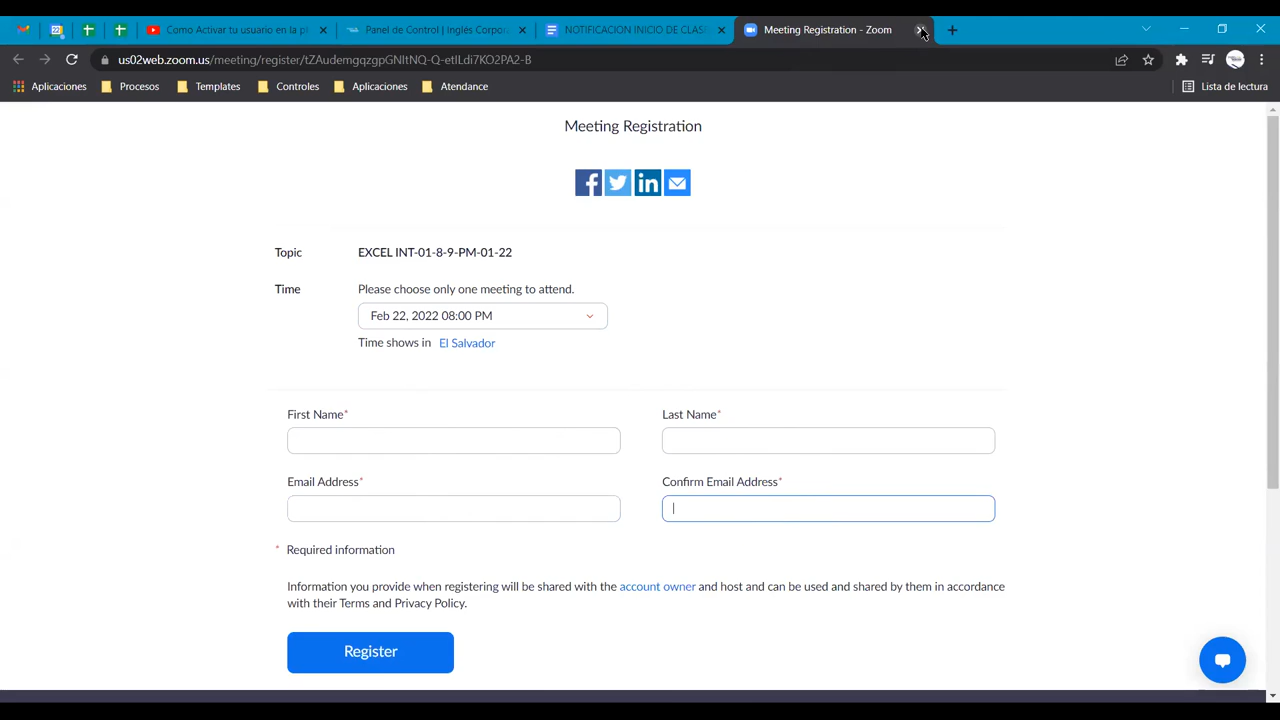 Como Activar tu usuario en la pl
Panel de Control | Inglés Corpora
NOTIFICACION INICIO DE CLAS
Meeting Registration - Zoom
us02web.zoom.us/meeting/register/tZAudemgqzgpGNItNQ-Q-etILdi7KO2PA2-B
Aplicaciones
Procesos
Templates
Controles
Aplicaciones
Atendance
Lista de lectura
Meeting Registration
Topic
EXCEL INT-01-8-9-PM-01-22
Time
Please choose only one meeting to attend.
Feb 22, 2022 08:00 PM
Time shows in El Salvador
First Name*
Last Name*
Email Address*
Confirm Email Address*
* Required information
Information you provide when registering will be shared with the account owner and host and can be used and shared by them in accordance
with their Terms and Privacy Policy.
Register